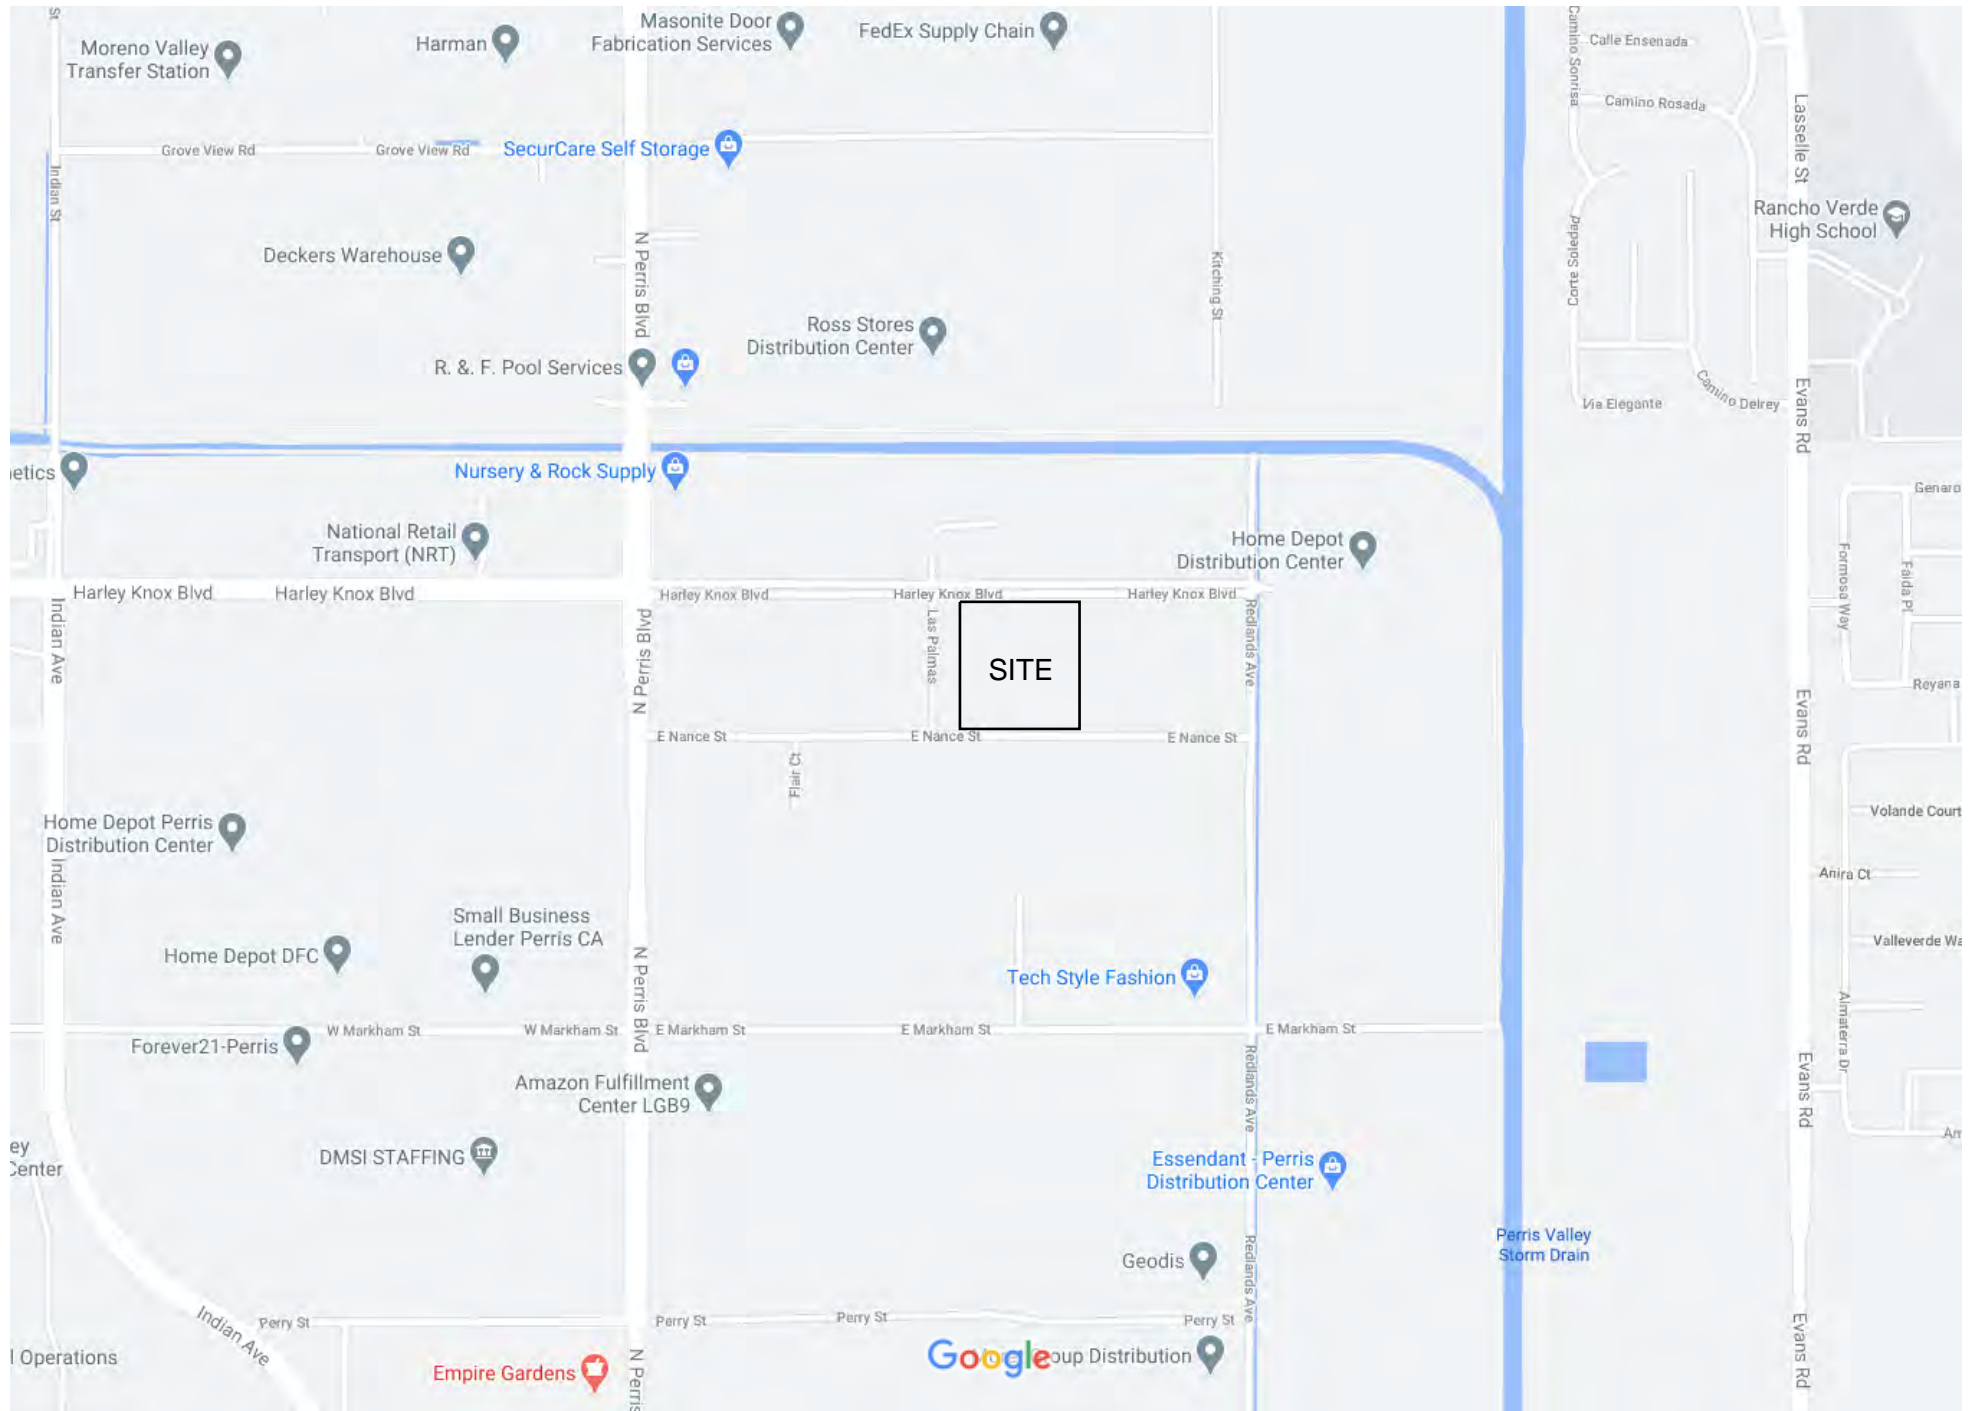 St
Moreno Valley
Transfer Station
Harman
Masonite Door
Fabrication Services
FedEx Supply Chain
Camino Sonrisa
Calle Ensenada
Camino Rosada
Lasselle St
Grove View Rd
Grove View Rd
SecurCare Self Storage
Indian St
Rancho Verde
High School
Deckers Warehouse
N Perris Blvd
Kitching St
Corte Soledad
Ross Stores
Distribution Center
R. &. F. Pool Services
Via Elegante
Camino Delrey
Evans Rd
etics
Nursery & Rock Supply
Genaro
National Retail
Transport (NRT)
Home Depot
Distribution Center
Formosa Way
Faida Pl
Harley Knox Blvd
Harley Knox Blvd
Harley Knox Blvd
Harley Knox Blvd
Harley Knox Blvd
Indian Ave
N Perris Blvd
Las Palmas
SITE
Redlands Ave
Reyana
Evans Rd
E Nance St
E Nance St
E Nance St
Flair Ct
Home Depot Perris
Distribution Center
Volande Court
Indian Ave
Anira Ct
Small Business
Lender Perris CA
Home Depot DFC
N Perris Blvd
Tech Style Fashion
Valleverde Wa
Almaterra Dr
W Markham St
W Markham St
E Markham St
E Markham St
E Markham St
Forever21-Perris
Redlands Ave
Evans Rd
Amazon Fulfillment
Center LGB9
Am
ey
Center
DMSI STAFFING
Essendant - Perris
Distribution Center
Perris Valley
Storm Drain
Geodis
Redlands Ave
Indian Ave
Perry St
Perry St
Perry St
Perry St
Evans Rd
l Operations
Empire Gardens
N Perris
Google
oup Distribution